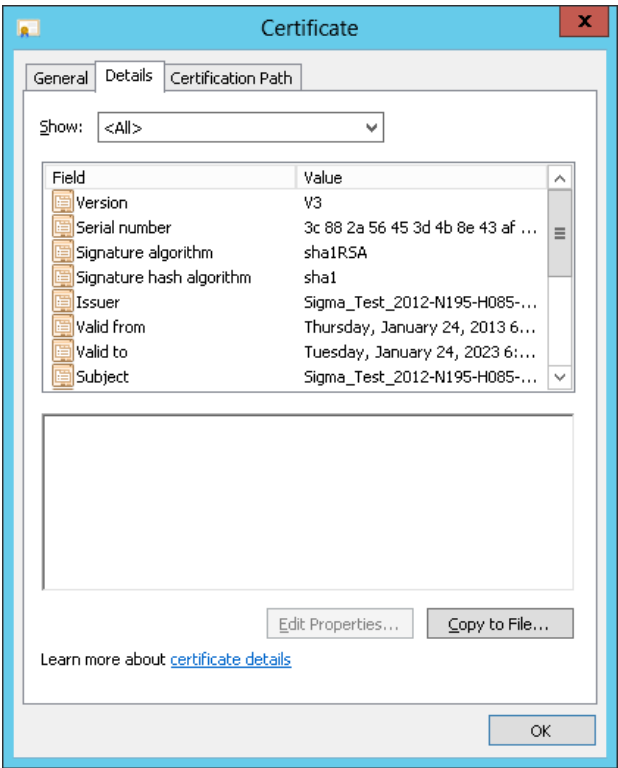 Certificate
General Details Certification Path
Show: <All>
Field Value
Version V3
Serial number 3c 88 2a 56 45 3d 4b 8e 43 af ...
Signature algorithm sha1RSA
Signature hash algorithm sha1
Issuer Sigma_Test_2012-N195-H085-...
Valid from Thursday, January 24, 2013 6...
Valid to Tuesday, January 24, 2023 6:...
Subject Sigma_Test_2012-N195-H085-...
Edit Properties... Copy to File...
Learn more about certificate details
OK